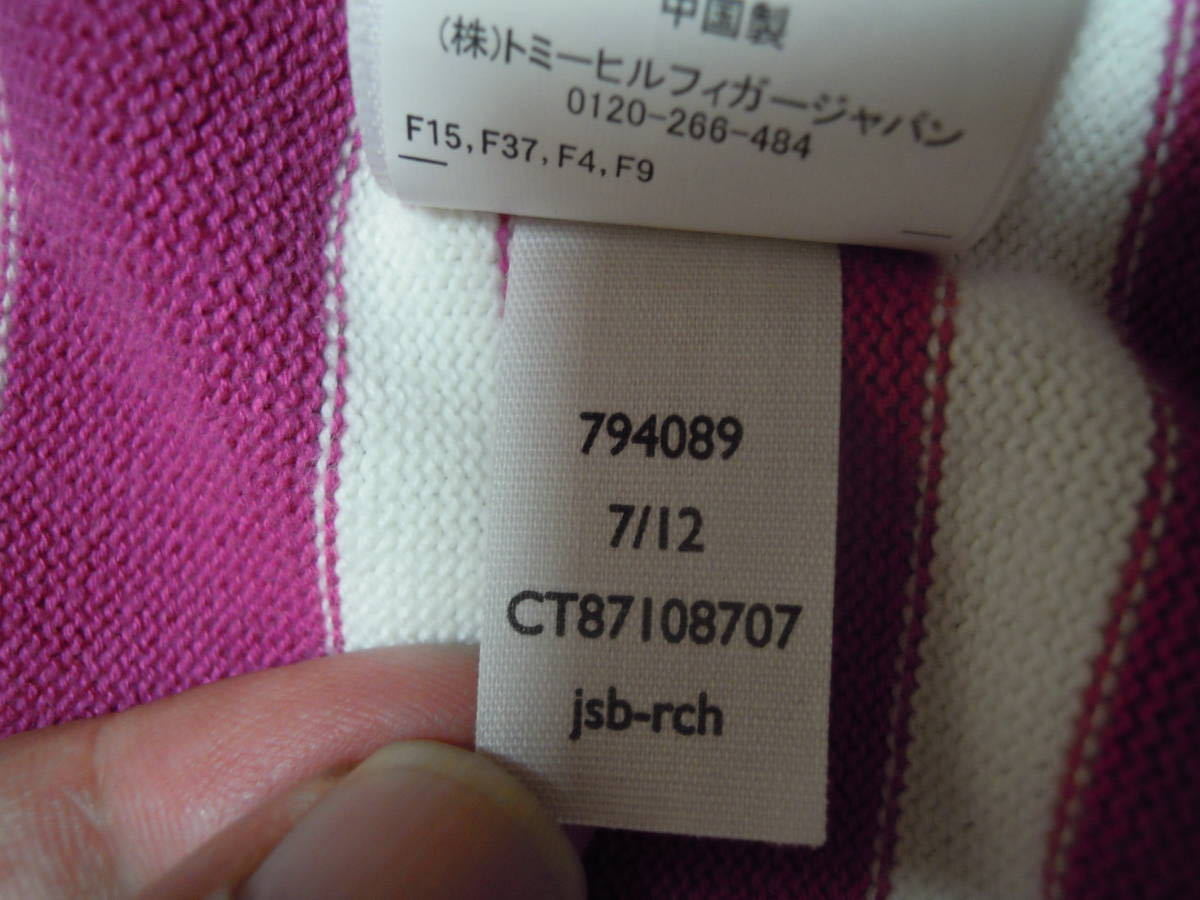 中国製
(株)トミーヒルフィガージャパン
0120-266-484
F15, F37, F4, F9
794089
7/12
CT87108707
jsb-rch